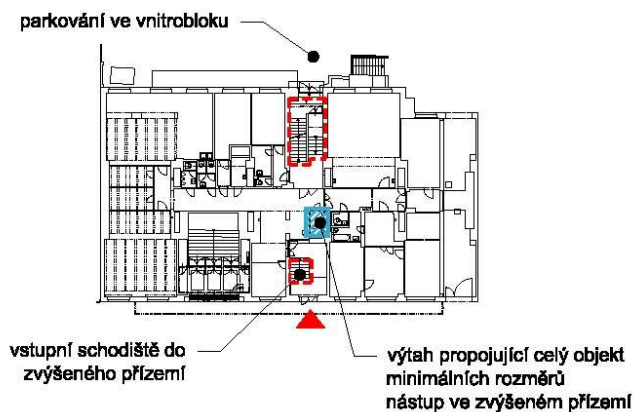 parkování ve vnitrobloku
vstupní schodiště do
zvýšeného přízemí
výtah propojující celý objekt
minimálních rozměrů
nástup ve zvýšeném přízemí